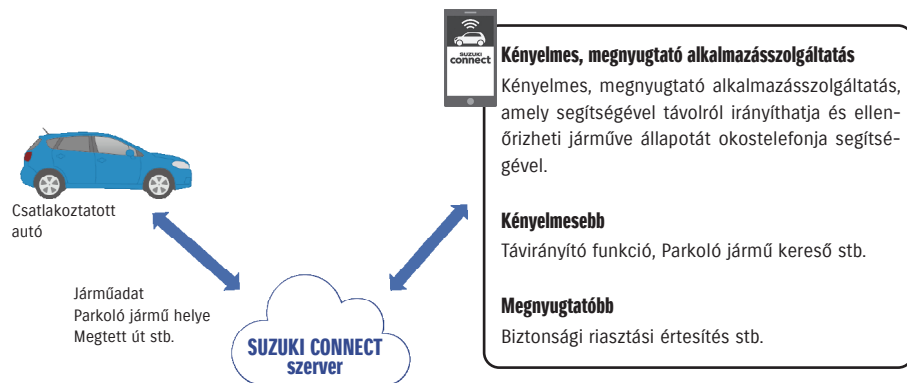 SUZUKI
connect
Kényelmes, megnyugtató alkalmazásszolgáltatás
Kényelmes, megnyugtató alkalmazásszolgáltatás,
amely segítségével távolról irányíthatja és ellen-
őrizheti járműve állapotát okostelefonja segítsé-
gével.
Kényelmesebb
Távirányító funkció, Parkoló jármű kereső stb.
Megnyugtatóbb
Biztonsági riasztási értesítés stb.
Csatlakoztatott
autó
Járműadat
Parkoló jármű helye
Megtett út stb.
SUZUKI CONNECT
szerver